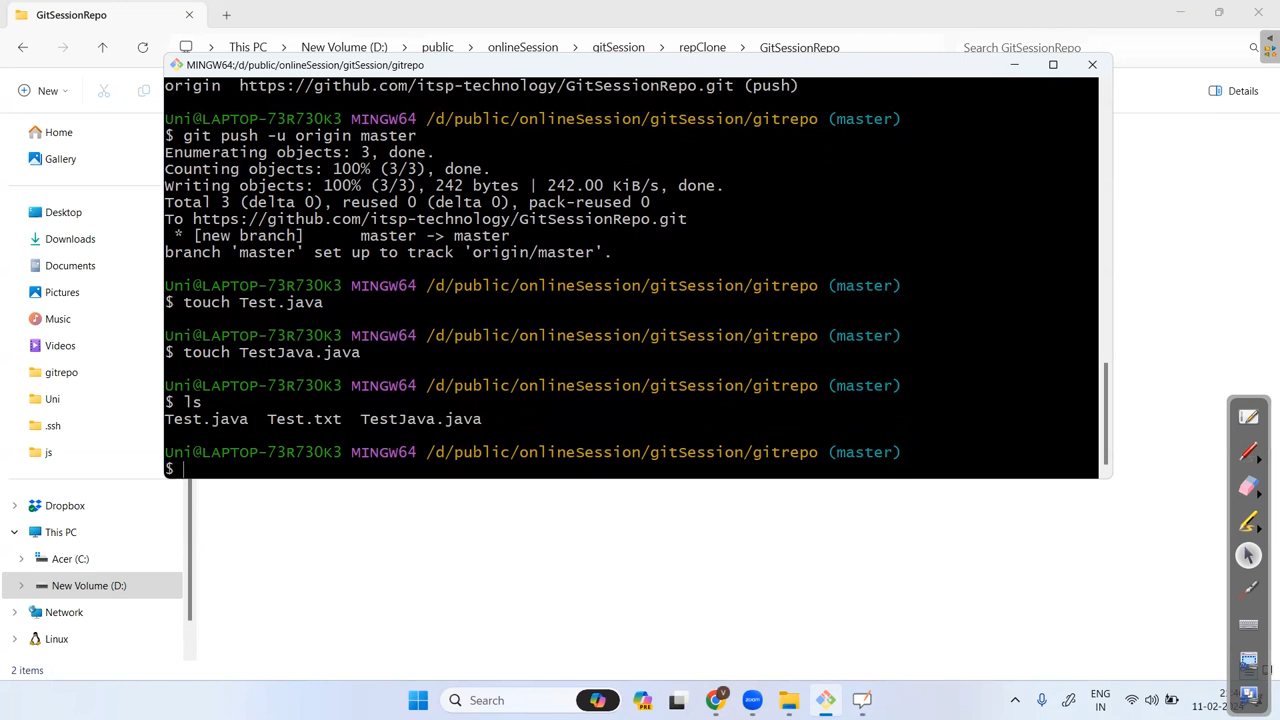 GitSessionRepo
This PC
New Volume (D:)
public
onlineSession
gitSession
repClone
GitSessionRepo
Search GitSessionRepo
MINGW64:/d/public/onlineSession/gitSession/gitrepo
New
Details
origin  https://github.com/itsp-technology/GitSessionRepo.git (push)
Uni@LAPTOP-73R73OK3 MINGW64 /d/public/onlineSession/gitSession/gitrepo (master)
$ git push -u origin master
Enumerating objects: 3, done.
Counting objects: 100% (3/3), done.
Writing objects: 100% (3/3), 242 bytes | 242.00 KiB/s, done.
Total 3 (delta 0), reused 0 (delta 0), pack-reused 0
To https://github.com/itsp-technology/GitSessionRepo.git
 * [new branch]      master -> master
branch 'master' set up to track 'origin/master'.
Uni@LAPTOP-73R73OK3 MINGW64 /d/public/onlineSession/gitSession/gitrepo (master)
$ touch Test.java
Uni@LAPTOP-73R73OK3 MINGW64 /d/public/onlineSession/gitSession/gitrepo (master)
$ touch TestJava.java
Uni@LAPTOP-73R73OK3 MINGW64 /d/public/onlineSession/gitSession/gitrepo (master)
$ ls
Test.java  Test.txt  TestJava.java
Uni@LAPTOP-73R73OK3 MINGW64 /d/public/onlineSession/gitSession/gitrepo (master)
$
Home
Gallery
Desktop
Downloads
Documents
Pictures
Music
Videos
gitrepo
Uni
.ssh
js
Dropbox
This PC
Acer (C:)
New Volume (D:)
Network
Linux
2 items
Search
PRE
V
ENG
IN